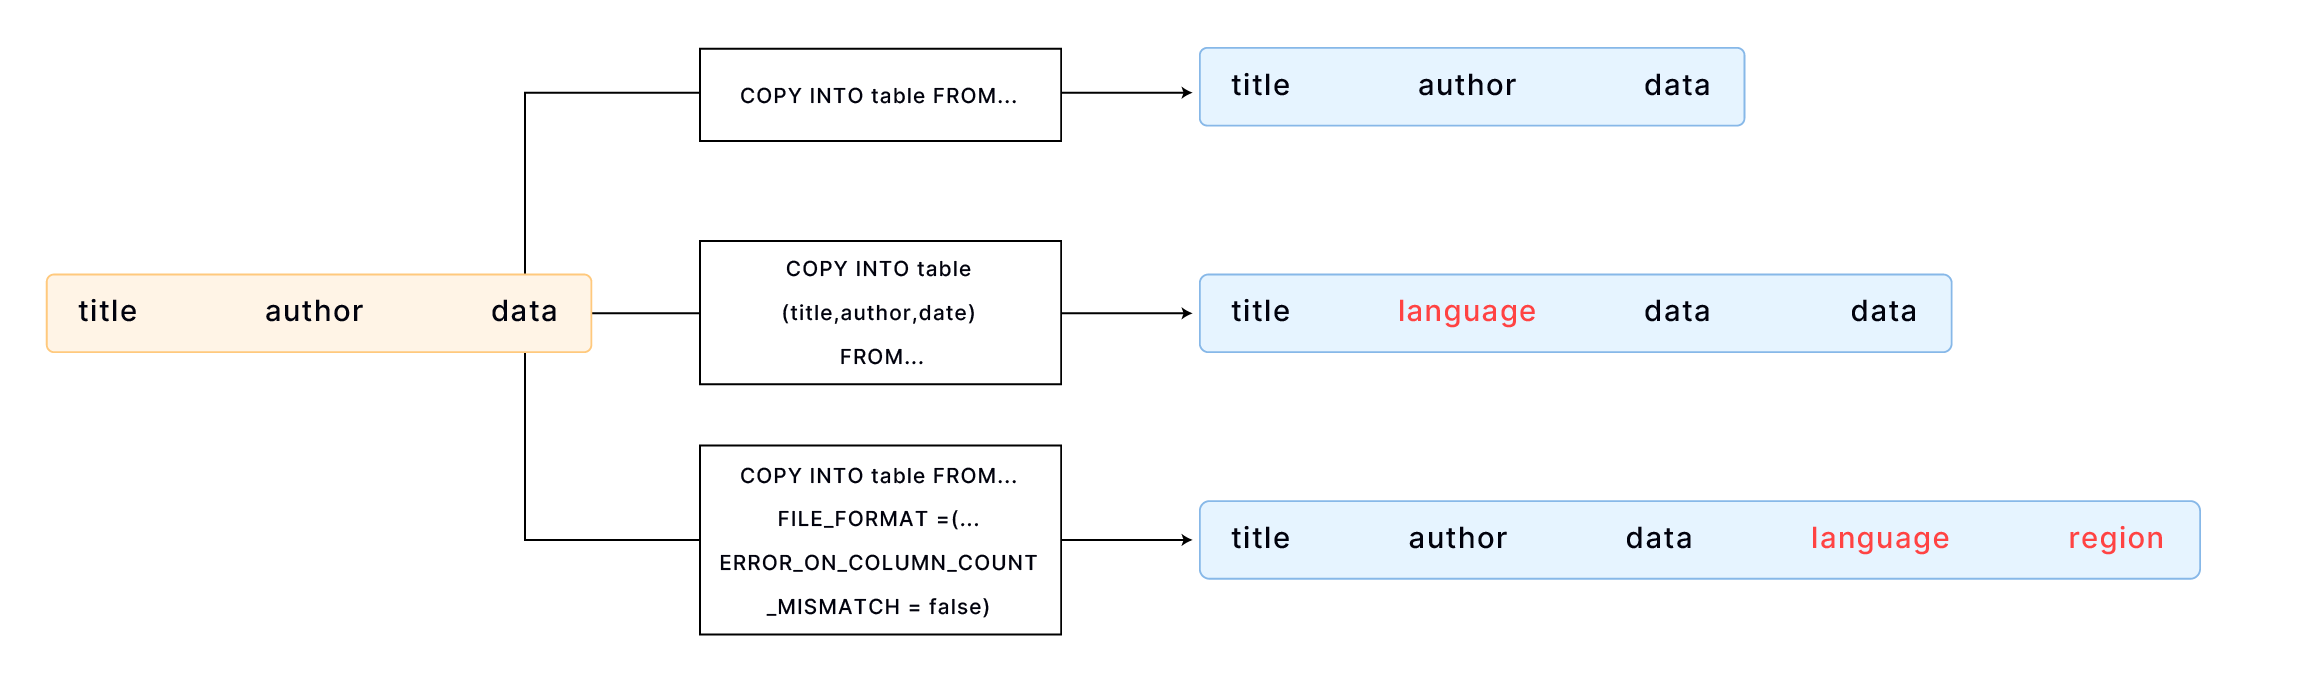 title author data
COPY INTO table FROM...
title author data
COPY INTO table
(title,author,date)
FROM...
title language data data
COPY INTO table FROM...
FILE_FORMAT =(...
ERROR_ON_COLUMN_COUNT
_MISMATCH = false)
title author data language region